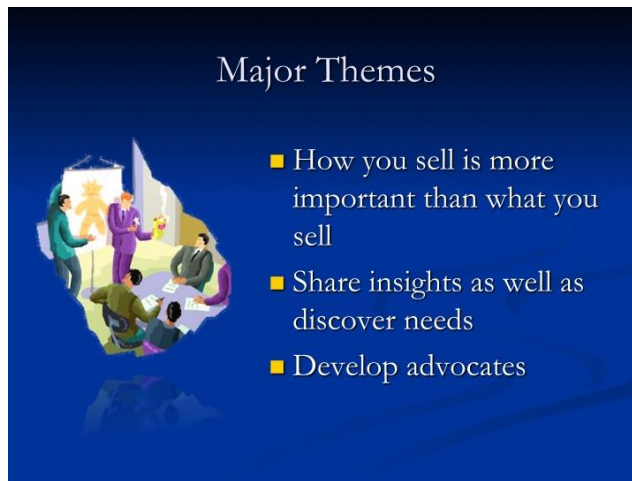 Major Themes
How you sell is more
important than what you
sell
Share insights as well as
discover needs
Develop advocates